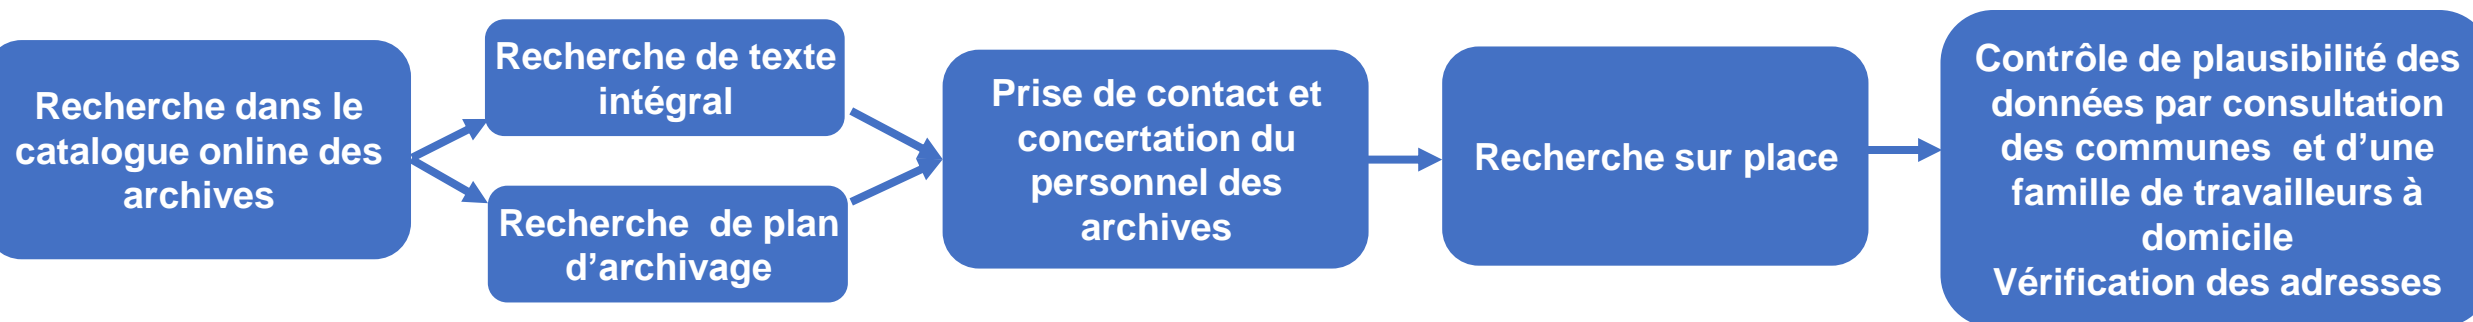 Recherche dans le
catalogue online des
archives
Recherche de texte
intégral
Recherche  de plan
d’archivage
Prise de contact et
concertation du
personnel des
archives
Recherche sur place
Contrôle de plausibilité des
données par consultation
des communes  et d’une
famille de travailleurs à
domicile
Vérification des adresses